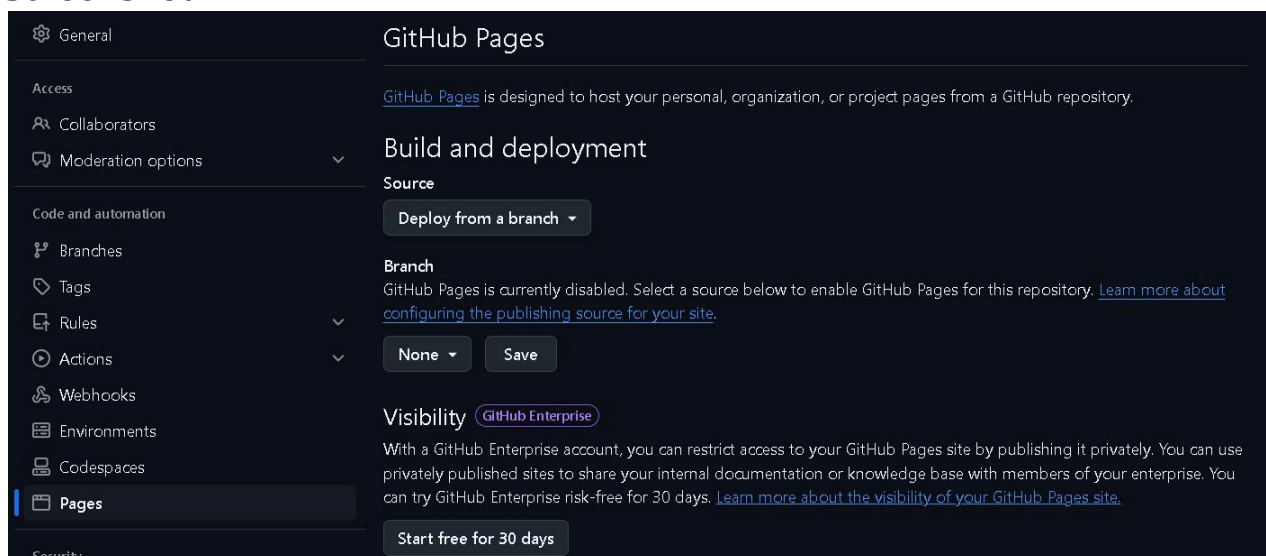 General
Access
Collaborators
Moderation options
Code and automation
Branches
Tags
Rules
Actions
Webhooks
Environments
Codespaces
Pages
Security
GitHub Pages
GitHub Pages is designed to host your personal, organization, or project pages from a GitHub repository.
Build and deployment
Source
Deploy from a branch
Branch
GitHub Pages is currently disabled. Select a source below to enable GitHub Pages for this repository. Learn more about
configuring the publishing source for your site.
None Save
Visibility GitHub Enterprise
With a GitHub Enterprise account, you can restrict access to your GitHub Pages site by publishing it privately. You can use
privately published sites to share your internal documentation or knowledge base with members of your enterprise. You
can try GitHub Enterprise risk-free for 30 days. Learn more about the visibility of your GitHub Pages site.
Start free for 30 days